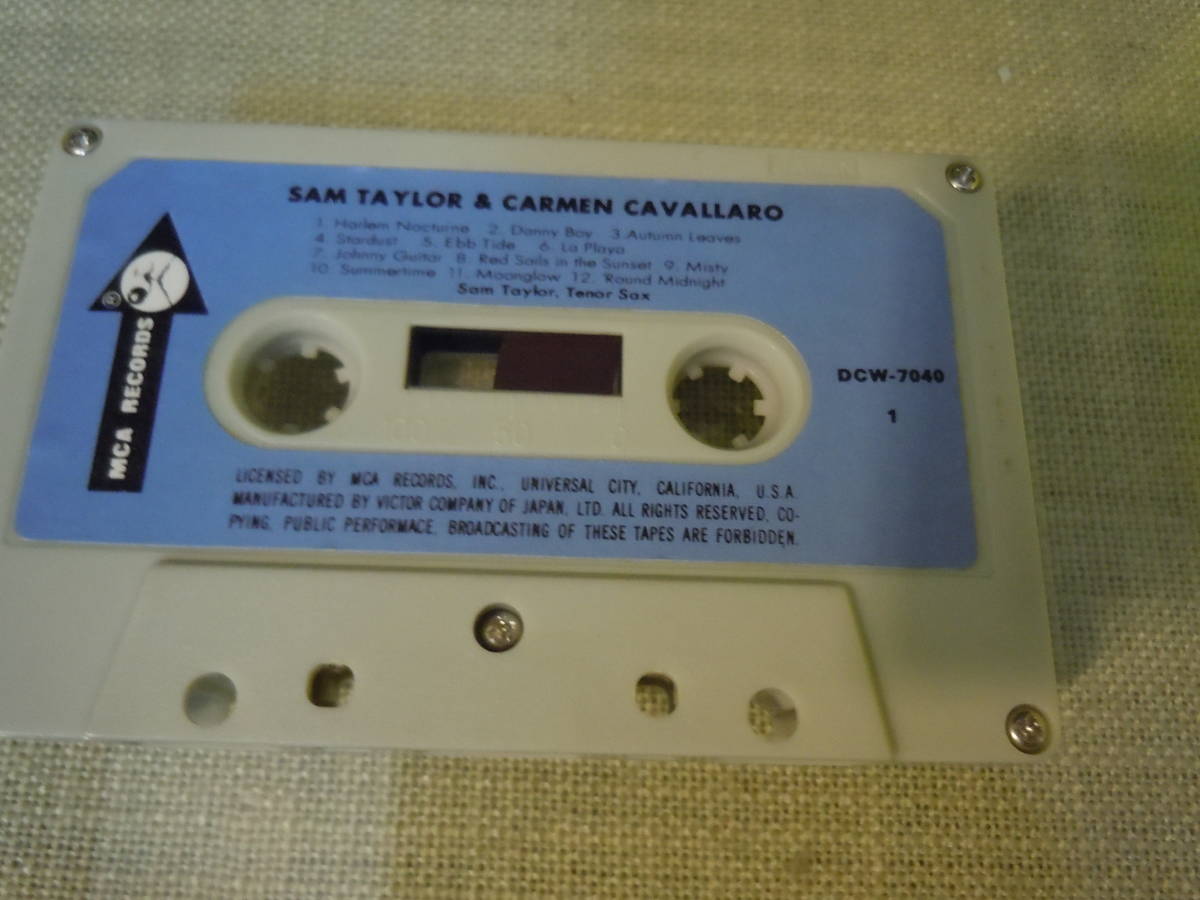 SAM TAYLOR & CARMEN CAVALLARO
1. Harlem Nocturne 2. Danny Boy 3. Autumn Leaves
4. Stardust 5. Ebb Tide 6. La Playa
7. Johnny Guitar 8. Red Sails in the Sunset 9. Misty
10. Summertime 11. Moonglow 12. 'Round Midnight
Sam Taylor, Tenor Sax
®
MCA RECORDS
DCW-7040
1
100 50 0
LICENSED BY MCA RECORDS, INC., UNIVERSAL CITY, CALIFORNIA, U.S.A.
MANUFACTURED BY VICTOR COMPANY OF JAPAN, LTD. ALL RIGHTS RESERVED, CO-
PYING, PUBLIC PERFORMACE, BROADCASTING OF THESE TAPES ARE FORBIDDEN.